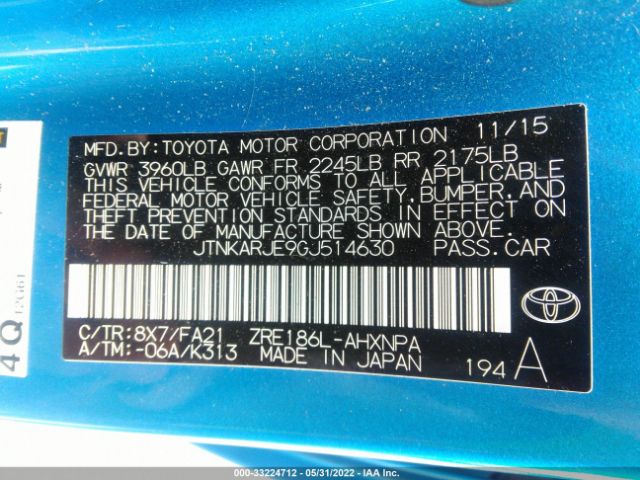 MFD.BY:TOYOTA MOTOR CORPORATION 11/15
GVWR 3960LB GAWR FR 2245LB RR 2175LB
THIS VEHICLE CONFORMS TO ALL APPLICABLE
FEDERAL MOTOR VEHICLE SAFETY,BUMPER,AND
THEFT PREVENTION STANDARDS IN EFFECT ON
THE DATE OF MANUFACTURE SHOWN ABOVE.
JTNKARJE9GJ514630 PASS.CAR
C/TR:8X7/FA21 ZRE186L-AHXNPA
A/TM:-06A/K313 MADE IN JAPAN 194A
TOYOTA
4Q 12G61
000-33224712 - 05/31/2022 - IAA Inc.